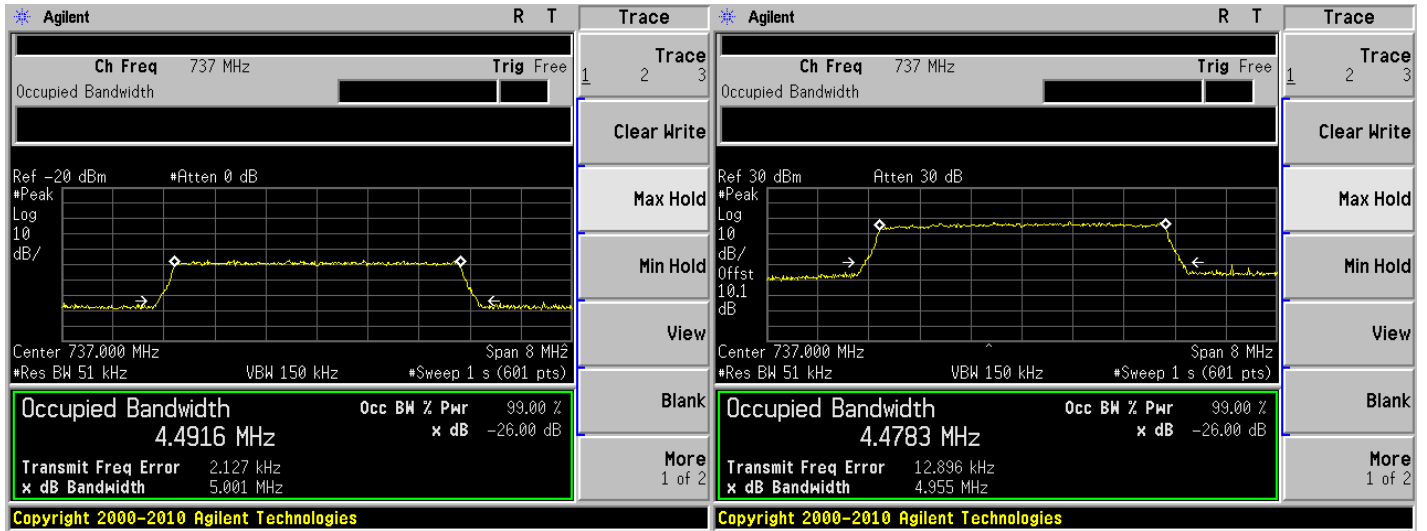 Agilent R T Trace
Ch Freq 737 MHz Trig Free
Occupied Bandwidth
Trace
1 2 3
Clear Write
Ref -20 dBm #Atten 0 dB
#Peak
Log
10
dB/
Max Hold
Min Hold
View
Center 737.000 MHz Span 8 MHz
#Res BW 51 kHz VBW 150 kHz #Sweep 1 s (601 pts)
Occupied Bandwidth Occ BW % Pwr 99.00 %
4.4916 MHz x dB -26.00 dB
Blank
Transmit Freq Error 2.127 kHz
x dB Bandwidth 5.001 MHz
More
1 of 2
Copyright 2000-2010 Agilent Technologies
Agilent R T Trace
Ch Freq 737 MHz Trig Free
Occupied Bandwidth
Trace
1 2 3
Clear Write
Ref 30 dBm Atten 30 dB
#Peak
Log
10
dB/
Offst
10.1
dB
Max Hold
Min Hold
View
Center 737.000 MHz Span 8 MHz
#Res BW 51 kHz VBW 150 kHz #Sweep 1 s (601 pts)
Occupied Bandwidth Occ BW % Pwr 99.00 %
4.4783 MHz x dB -26.00 dB
Blank
Transmit Freq Error 12.896 kHz
x dB Bandwidth 4.955 MHz
More
1 of 2
Copyright 2000-2010 Agilent Technologies